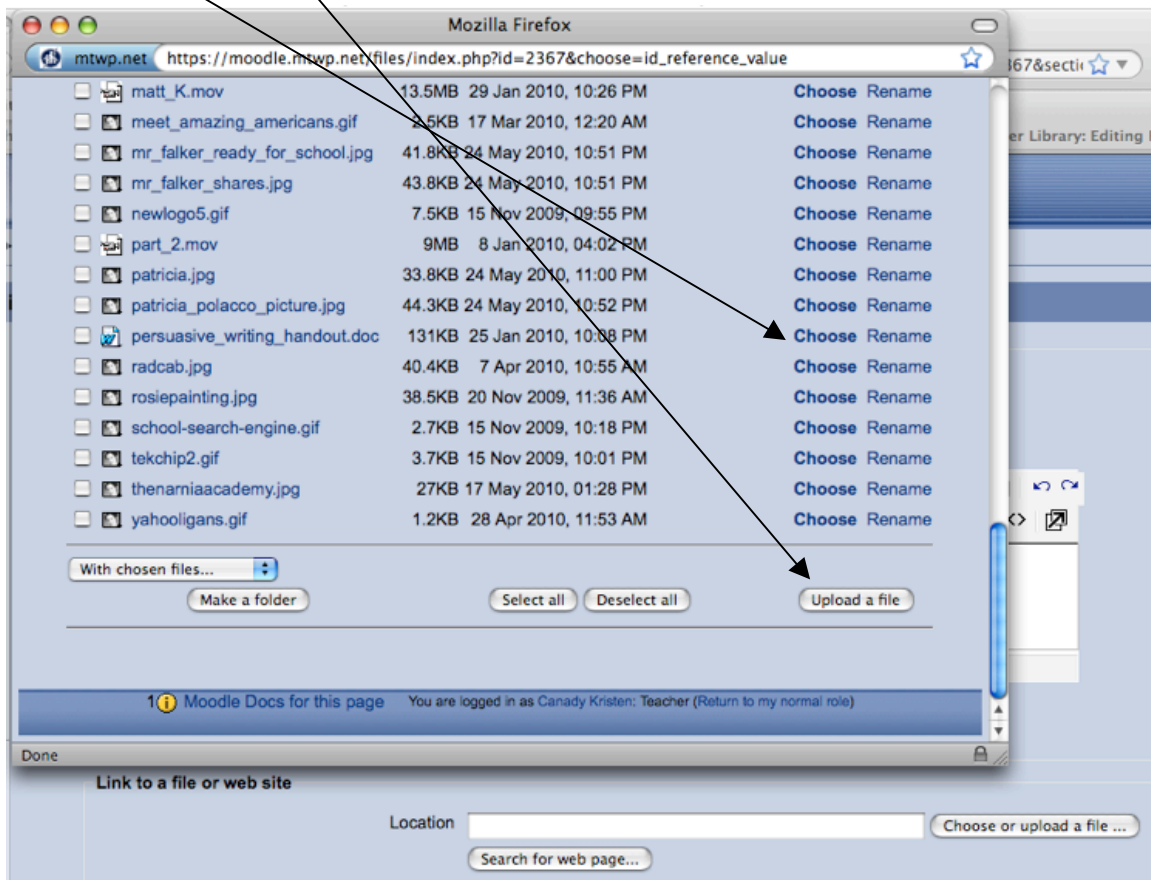 Mozilla Firefox
mtwp.net https://moodle.mtwp.net/files/index.php?id=2367&choose=id_reference_value
367&secti
er Library: Editing
matt_K.mov 13.5MB 29 Jan 2010, 10:26 PM Choose Rename
meet_amazing_americans.gif 2.5KB 17 Mar 2010, 12:20 AM Choose Rename
mr_falker_ready_for_school.jpg 41.8KB 24 May 2010, 10:51 PM Choose Rename
mr_falker_shares.jpg 43.8KB 24 May 2010, 10:51 PM Choose Rename
newlogo5.gif 7.5KB 15 Nov 2009, 09:55 PM Choose Rename
part_2.mov 9MB 8 Jan 2010, 04:02 PM Choose Rename
patricia.jpg 33.8KB 24 May 2010, 11:00 PM Choose Rename
patricia_polacco_picture.jpg 44.3KB 24 May 2010, 10:52 PM Choose Rename
persuasive_writing_handout.doc 131KB 25 Jan 2010, 10:08 PM Choose Rename
radcab.jpg 40.4KB 7 Apr 2010, 10:55 AM Choose Rename
rosiepainting.jpg 38.5KB 20 Nov 2009, 11:36 AM Choose Rename
school-search-engine.gif 2.7KB 15 Nov 2009, 10:18 PM Choose Rename
tekchip2.gif 3.7KB 15 Nov 2009, 10:01 PM Choose Rename
thenarniaacademy.jpg 27KB 17 May 2010, 01:28 PM Choose Rename
yahooligans.gif 1.2KB 28 Apr 2010, 11:53 AM Choose Rename
With chosen files...
Make a folder Select all Deselect all Upload a file
1 Moodle Docs for this page You are logged in as Canady Kristen: Teacher (Return to my normal role)
Done
Link to a file or web site
Location Choose or upload a file ...
Search for web page...